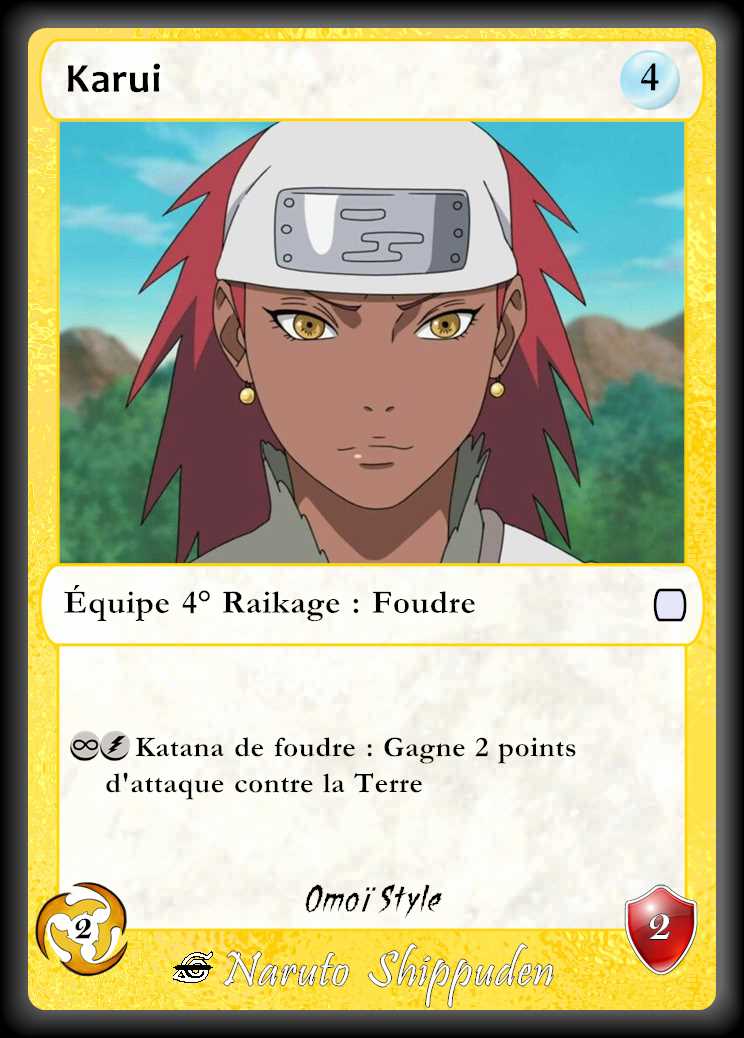 Karui
4
Équipe 4° Raikage : Foudre
Katana de foudre : Gagne 2 points
d'attaque contre la Terre
Omoï Style
2
2
Naruto Shippuden